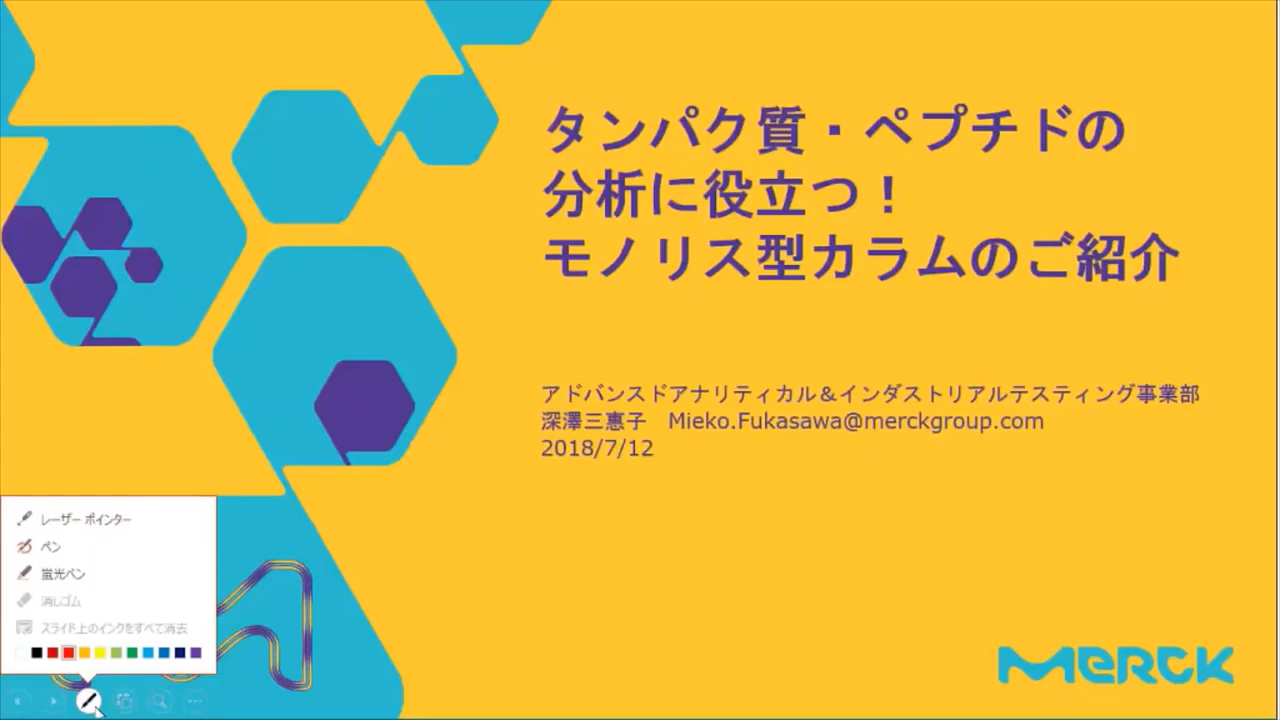 タンパク質・ペプチドの
分析に役立つ！
モノリス型カラムのご紹介
アドバンスドアナリティカル＆インダストリアルテスティング事業部
深澤三惠子　Mieko.Fukasawa@merckgroup.com
2018/7/12
レーザー ポインター
ペン
蛍光ペン
消しゴム
スライド上のインクをすべて消去
MERCK